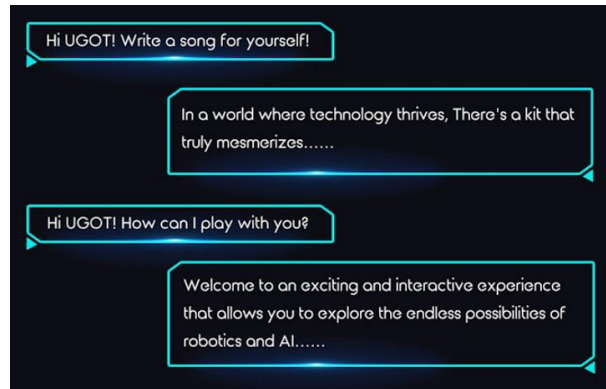 Hi UGOT! Write a song for yourself!
In a world where technology thrives, There's a kit that
truly mesmerizes......
Hi UGOT! How can I play with you?
Welcome to an exciting and interactive experience
that allows you to explore the endless possibilities of
robotics and AI......